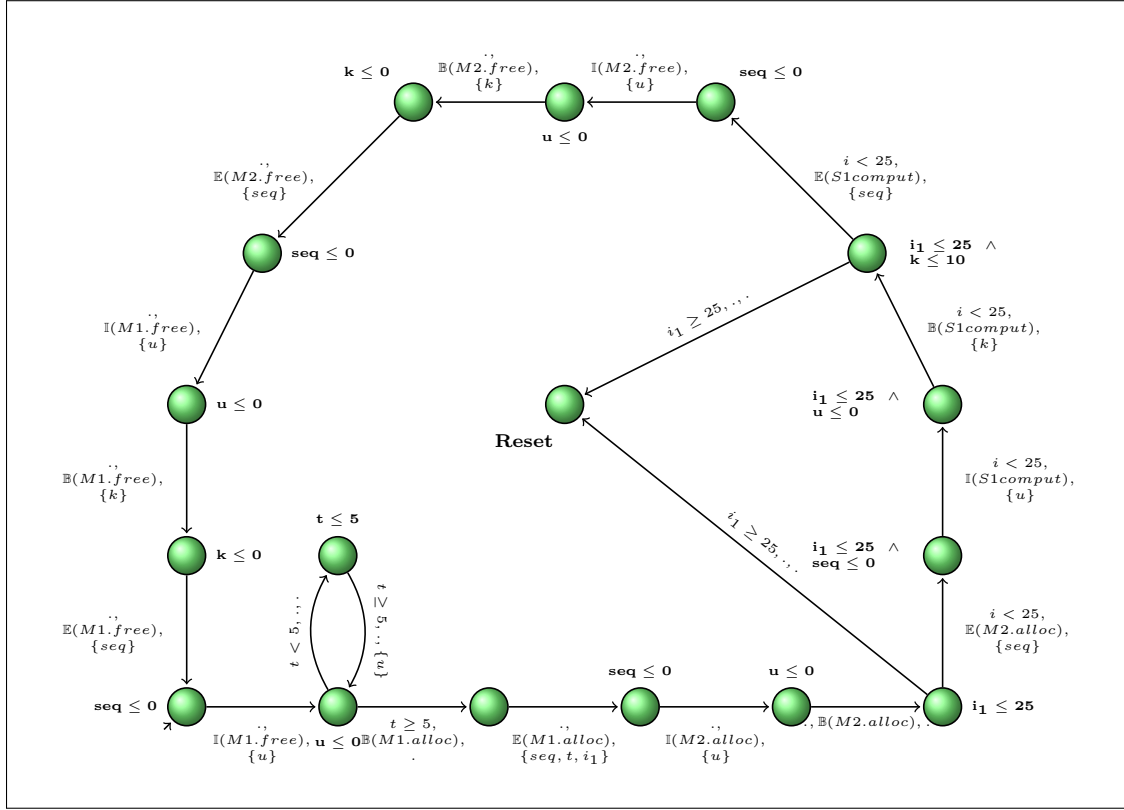 k ≤ 0
.,
𝔹(M2.free),
{k}
.,
𝕀(M2.free),
{u}
seq ≤ 0
u ≤ 0
.,
𝔼(M2.free),
{seq}
i < 25,
𝔼(S1comput),
{seq}
seq ≤ 0
i₁ ≤ 25 ∧
k ≤ 10
.,
𝕀(M1.free),
{u}
i₁ ≥ 25, ., .
i < 25,
𝔹(S1comput),
{k}
u ≤ 0
i₁ ≤ 25 ∧
u ≤ 0
Reset
.,
𝔹(M1.free),
{k}
i < 25,
𝕀(S1comput),
{u}
t ≤ 5
i₁ ≥ 25, ., .
k ≤ 0
i₁ ≤ 25 ∧
seq ≤ 0
.,
𝔼(M1.free),
{seq}
t < 5, ., .
t ≥ 5, ., {u}
i < 25,
𝔼(M2.alloc),
{seq}
seq ≤ 0
u ≤ 0
seq ≤ 0
i₁ ≤ 25
.,
𝕀(M1.free),
{u}
u ≤ 0
t ≥ 5,
𝔹(M1.alloc),
.
.,
𝔼(M1.alloc),
{seq, t, i₁}
.,
𝕀(M2.alloc),
{u}
., 𝔹(M2.alloc), .